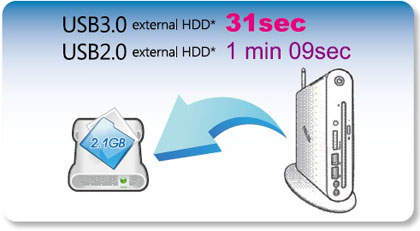 USB3.0 external HDD* 31sec
USB2.0 external HDD* 1 min 09sec
2.1GB